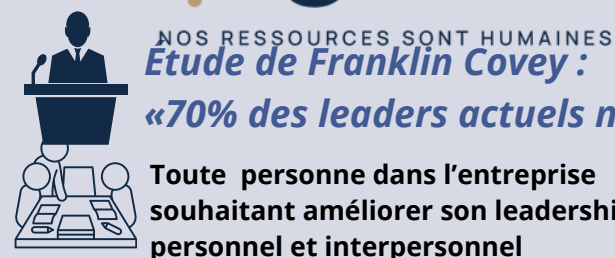 NOS RESSOURCES SONT HUMAINES
Étude de Franklin Covey :
«70% des leaders actuels
Toute personne dans l’entreprise
souhaitant améliorer son
personnel et interpersonnel